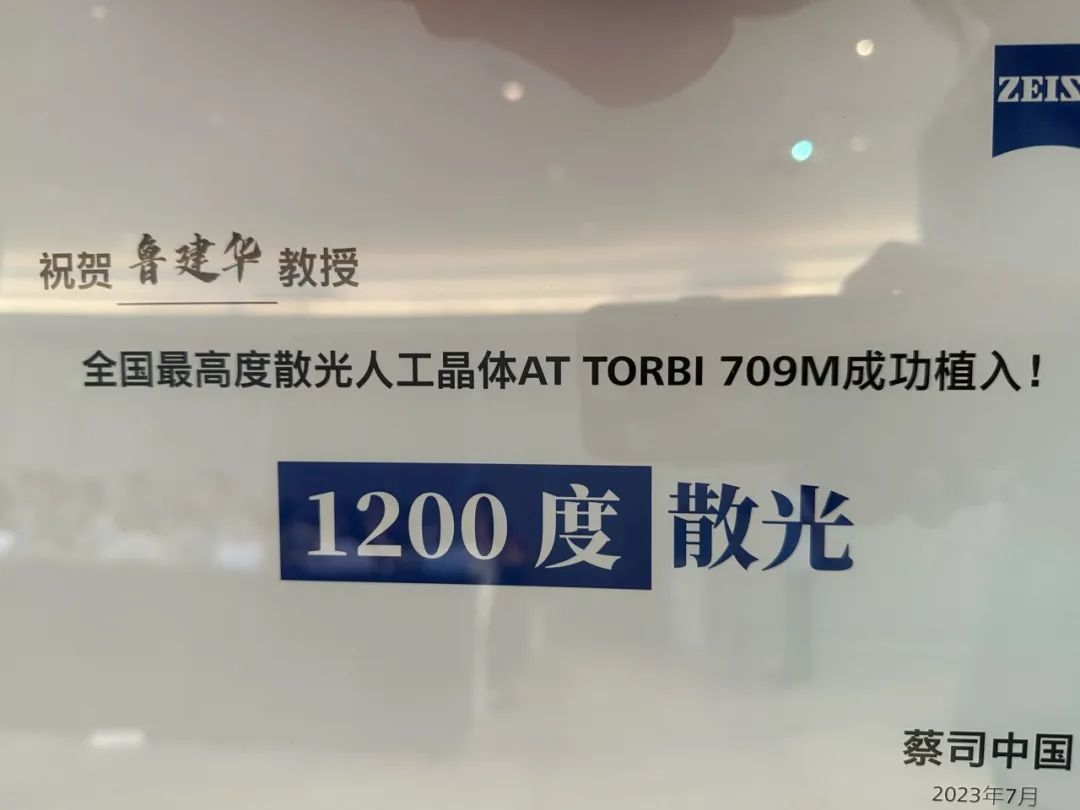 ZEISS
祝贺 鲁建华 教授
全国最高度散光人工晶体AT TORBI 709M成功植入！
1200 度 散光
蔡司中国
2023年7月